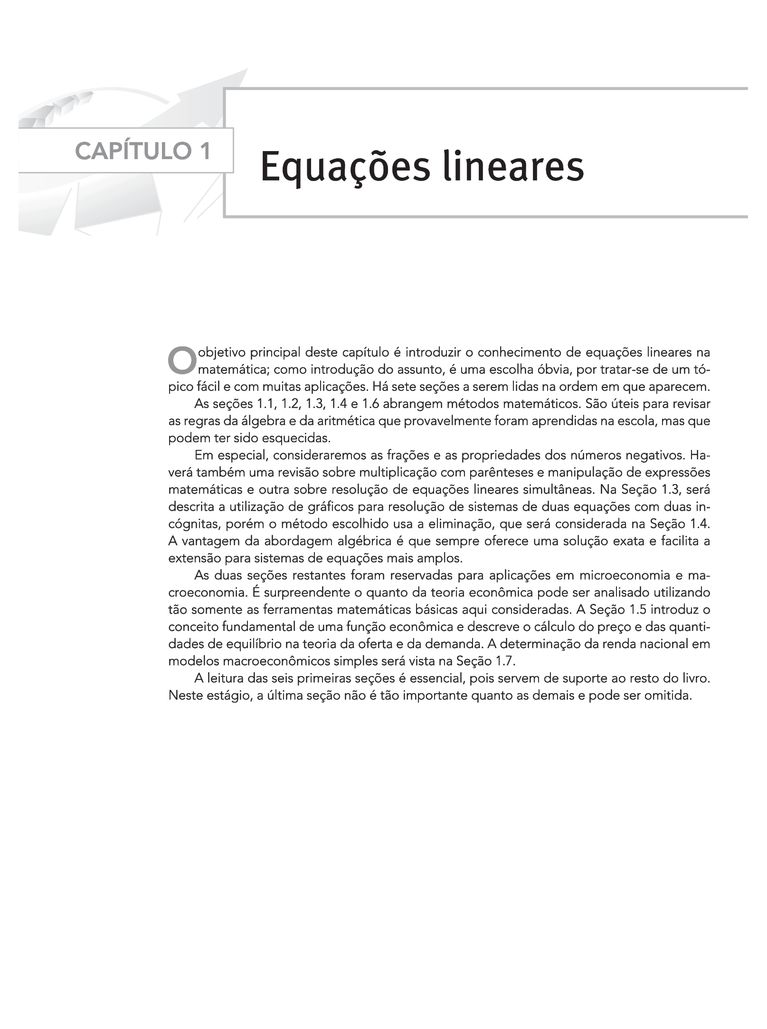 CAPÍTULO 1
Equações lineares
O objetivo principal deste capítulo é introduzir o conhecimento de equações lineares na
matemática; como introdução do assunto, é uma escolha óbvia, por tratar-se de um tó-
pico fácil e com muitas aplicações. Há sete seções a serem lidas na ordem em que aparecem.
As seções 1.1, 1.2, 1.3, 1.4 e 1.6 abrangem métodos matemáticos. São úteis para revisar
as regras da álgebra e da aritmética que provavelmente foram aprendidas na escola, mas que
podem ter sido esquecidas.
Em especial, consideraremos as frações e as propriedades dos números negativos. Ha-
verá também uma revisão sobre multiplicação com parênteses e manipulação de expressões
matemáticas e outra sobre resolução de equações lineares simultâneas. Na Seção 1.3, será
descrita a utilização de gráficos para resolução de sistemas de duas equações com duas in-
cógnitas, porém o método escolhido usa a eliminação, que será considerada na Seção 1.4.
A vantagem da abordagem algébrica é que sempre oferece uma solução exata e facilita a
extensão para sistemas de equações mais amplos.
As duas seções restantes foram reservadas para aplicações em microeconomia e ma-
croeconomia. É surpreendente o quanto da teoria econômica pode ser analisado utilizando
tão somente as ferramentas matemáticas básicas aqui consideradas. A Seção 1.5 introduz o
conceito fundamental de uma função econômica e descreve o cálculo do preço e das quanti-
dades de equilíbrio na teoria da oferta e da demanda. A determinação da renda nacional em
modelos macroeconômicos simples será vista na Seção 1.7.
A leitura das seis primeiras seções é essencial, pois servem de suporte ao resto do livro.
Neste estágio, a última seção não é tão importante quanto as demais e pode ser omitida.